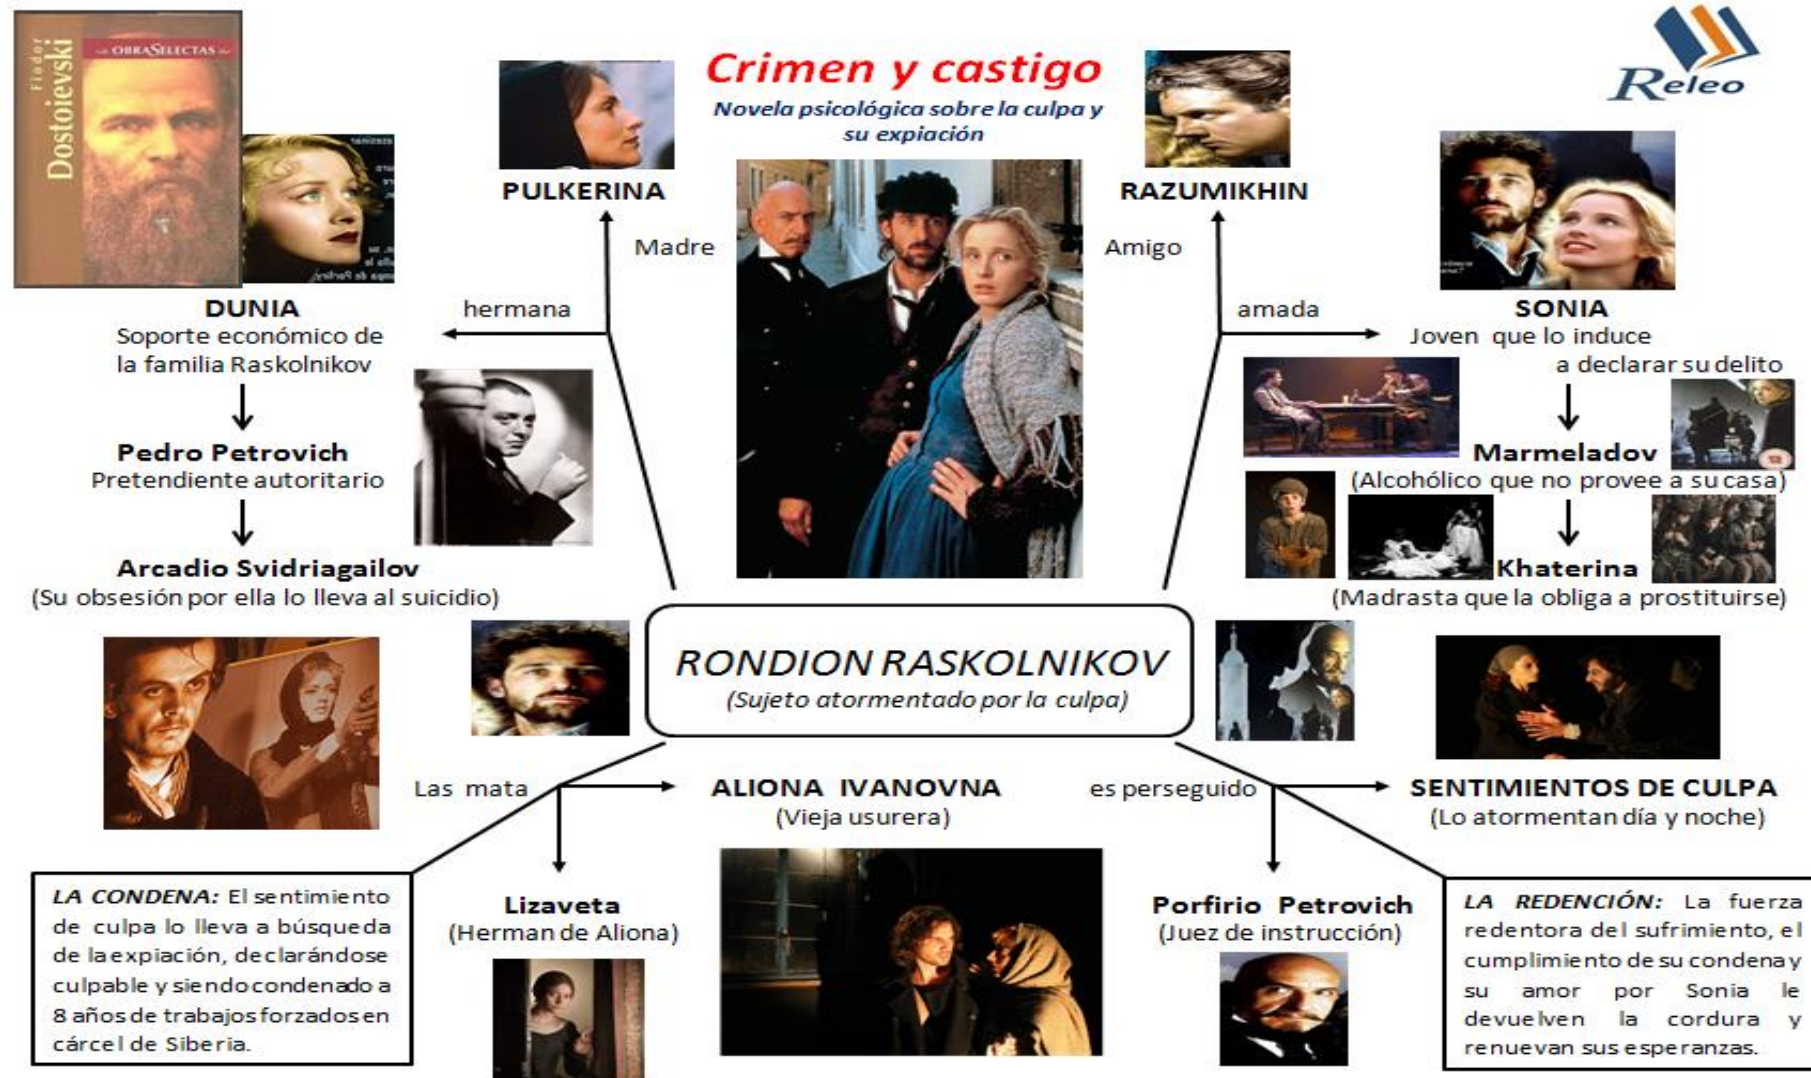 Fiador
Dostoievski
OBRAS SELECTAS
Crimen y castigo
Novela psicológica sobre la culpa y
su expiación
Releo
PULKERINA
Madre
RAZUMIKHIN
Amigo
DUNIA
hermana
Soporte económico de
la familia Raskolnikov
amada
SONIA
Joven que lo induce
a declarar su delito
Pedro Petrovich
Pretendiente autoritario
Marmeladov
(Alcohólico que no provee a su casa)
Arcadio Svidriagailov
(Su obsesión por ella lo lleva al suicidio)
Khaterina
(Madrasta que la obliga a prostituirse)
RONDION RASKOLNIKOV
(Sujeto atormentado por la culpa)
Las mata
ALIONA IVANOVNA
(Vieja usurera)
es perseguido
SENTIMIENTOS DE CULPA
(Lo atormentan día y noche)
LA CONDENA: El sentimiento
de culpa lo lleva a búsqueda
de la expiación, declarándose
culpable y siendo condenado a
8 años de trabajos forzados en
cárcel de Siberia.
Lizaveta
(Herman de Aliona)
Porfirio Petrovich
(Juez de instrucción)
LA REDENCIÓN: La fuerza
redentora del sufrimiento, el
cumplimiento de su condena y
su amor por Sonia le
devuelven la cordura y
renuevan sus esperanzas.